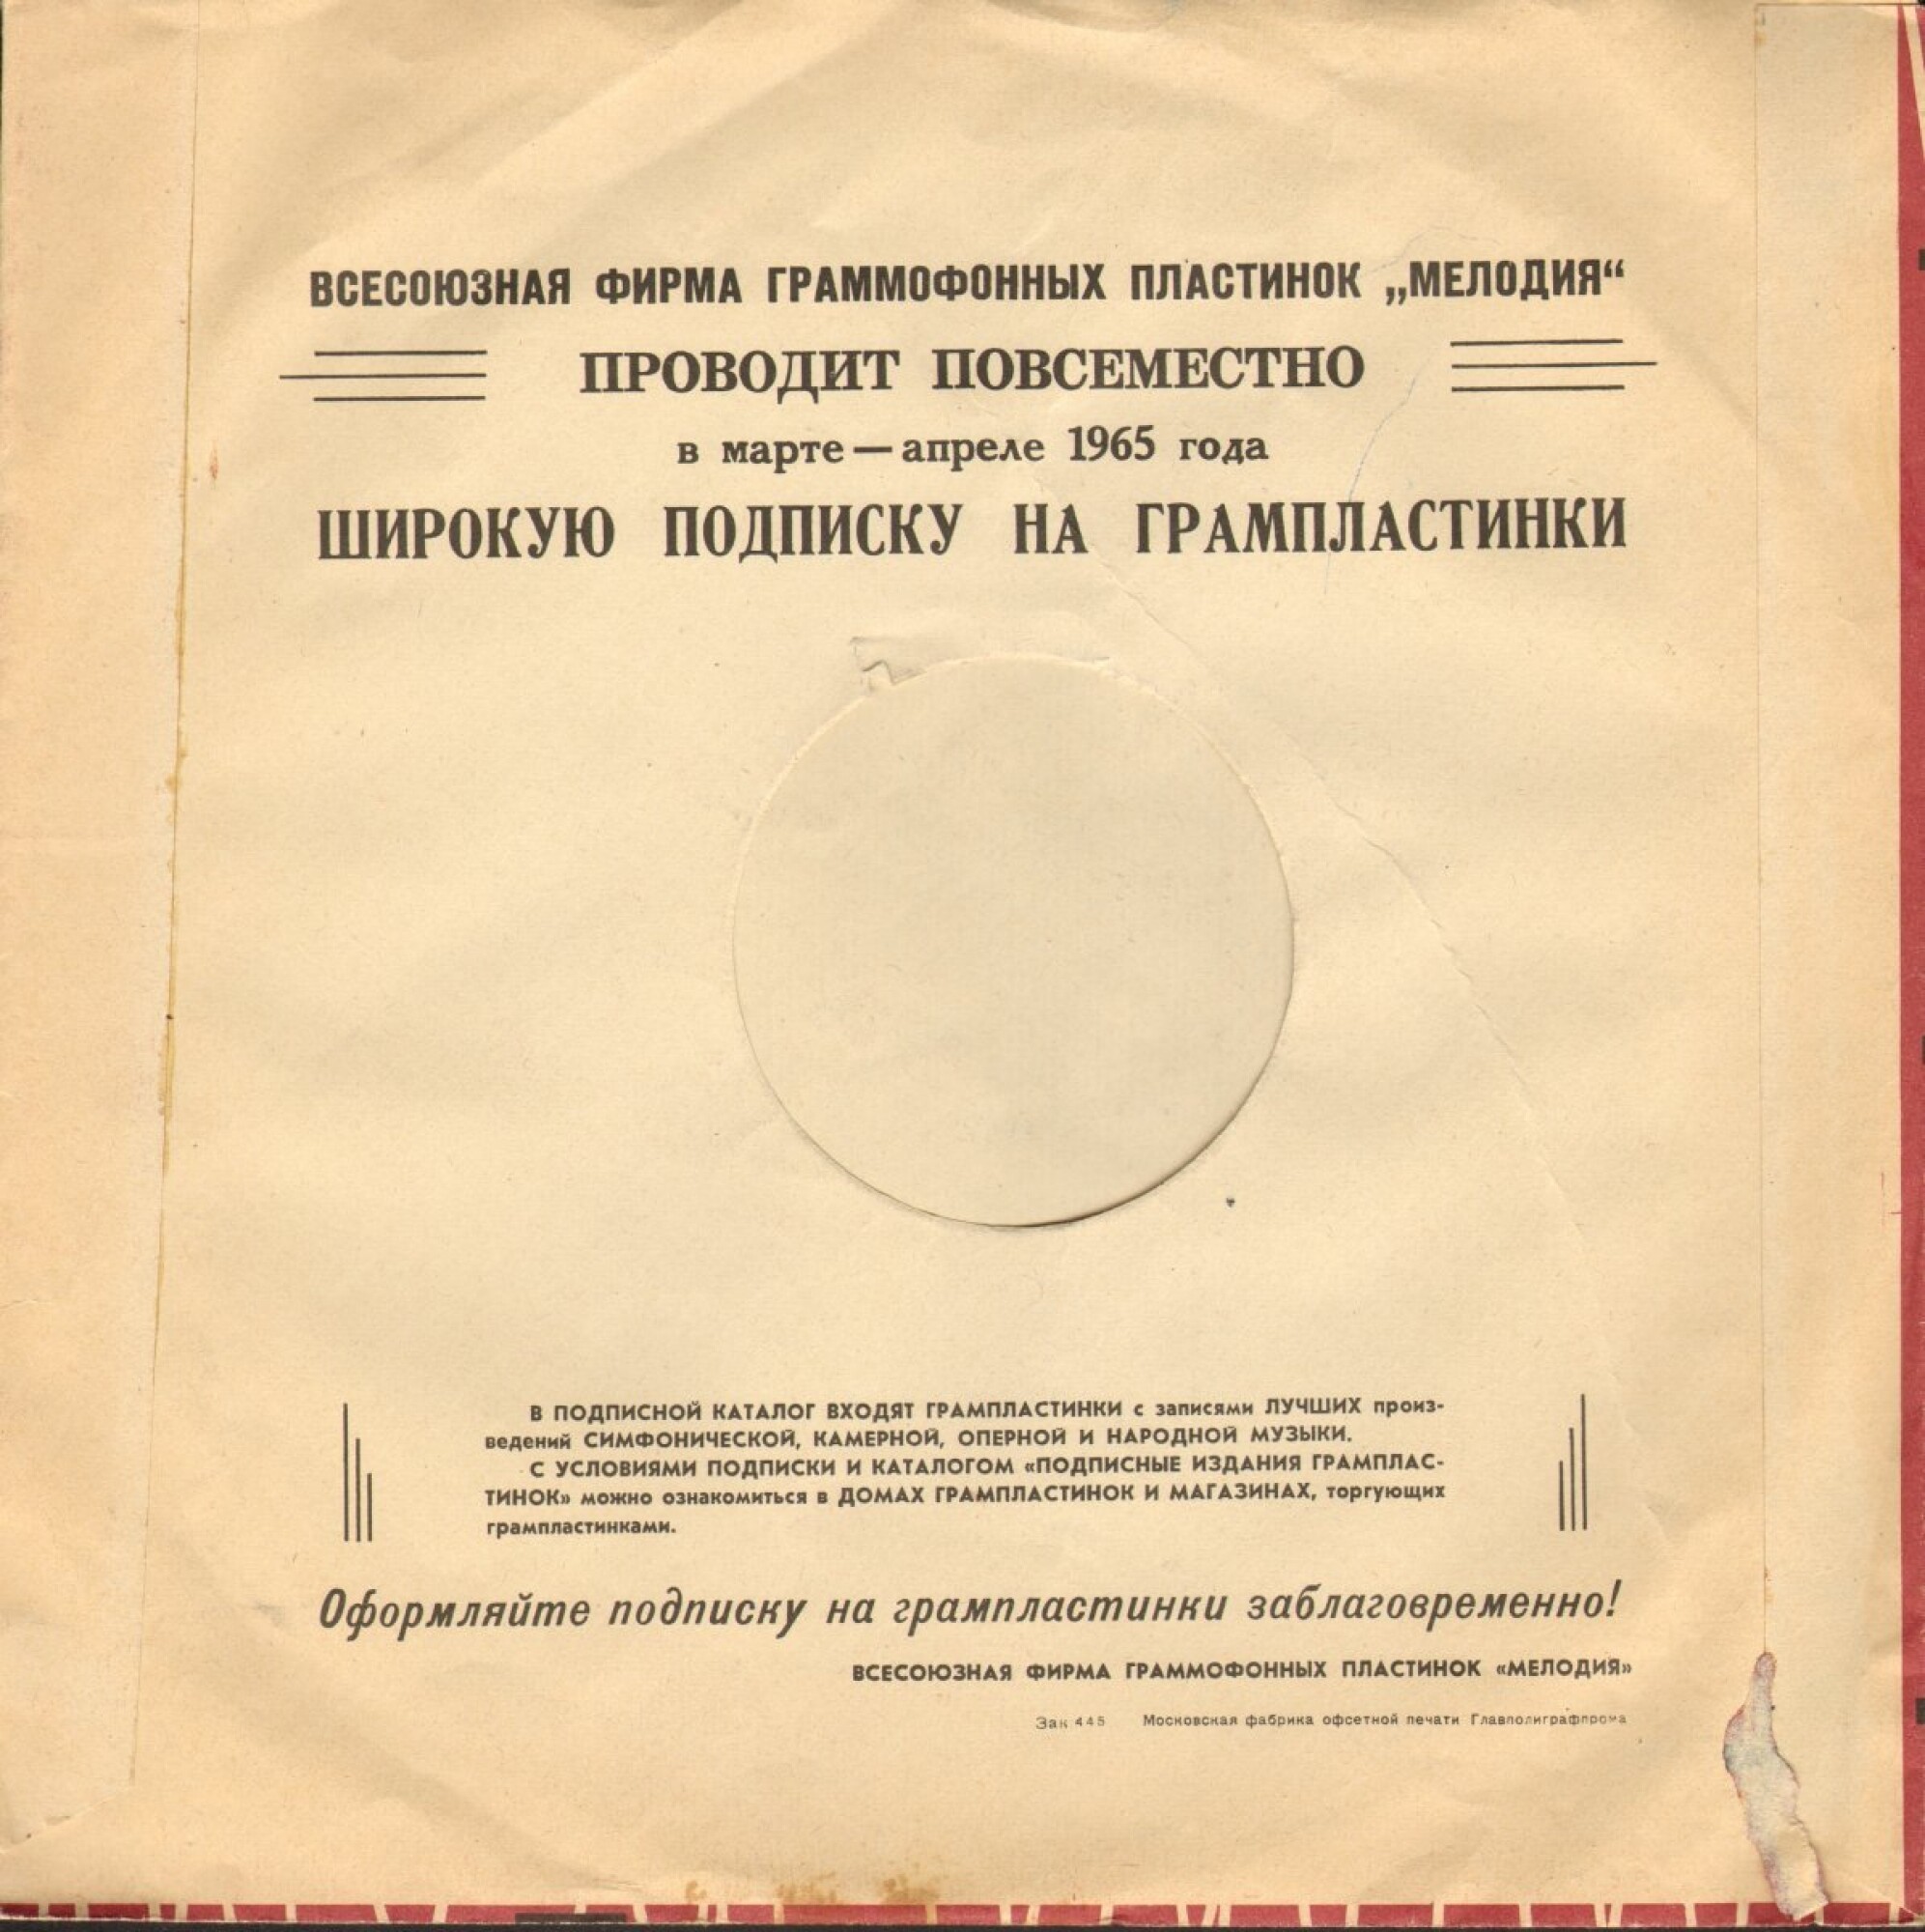 ВСЕСОЮЗНАЯ ФИРМА ГРАММОФОННЫХ ПЛАСТИНОК „МЕЛОДИЯ“
ПРОВОДИТ ПОВСЕМЕСТНО
в марте — апреле 1965 года
ШИРОКУЮ ПОДПИСКУ НА ГРАМПЛАСТИНКИ
В ПОДПИСНОЙ КАТАЛОГ ВХОДЯТ ГРАМПЛАСТИНКИ с записями ЛУЧШИХ произ-
ведений СИМФОНИЧЕСКОЙ, КАМЕРНОЙ, ОПЕРНОЙ И НАРОДНОЙ МУЗЫКИ.
С УСЛОВИЯМИ ПОДПИСКИ И КАТАЛОГОМ «ПОДПИСНЫЕ ИЗДАНИЯ ГРАМПЛАС-
ТИНОК» можно ознакомиться в ДОМАХ ГРАМПЛАСТИНОК И МАГАЗИНАХ, торгующих
грампластинками.
Оформляйте подписку на грампластинки заблаговременно!
ВСЕСОЮЗНАЯ ФИРМА ГРАММОФОННЫХ ПЛАСТИНОК «МЕЛОДИЯ»
Зак 445 Московская фабрика офсетной печати Главполиграфпрома